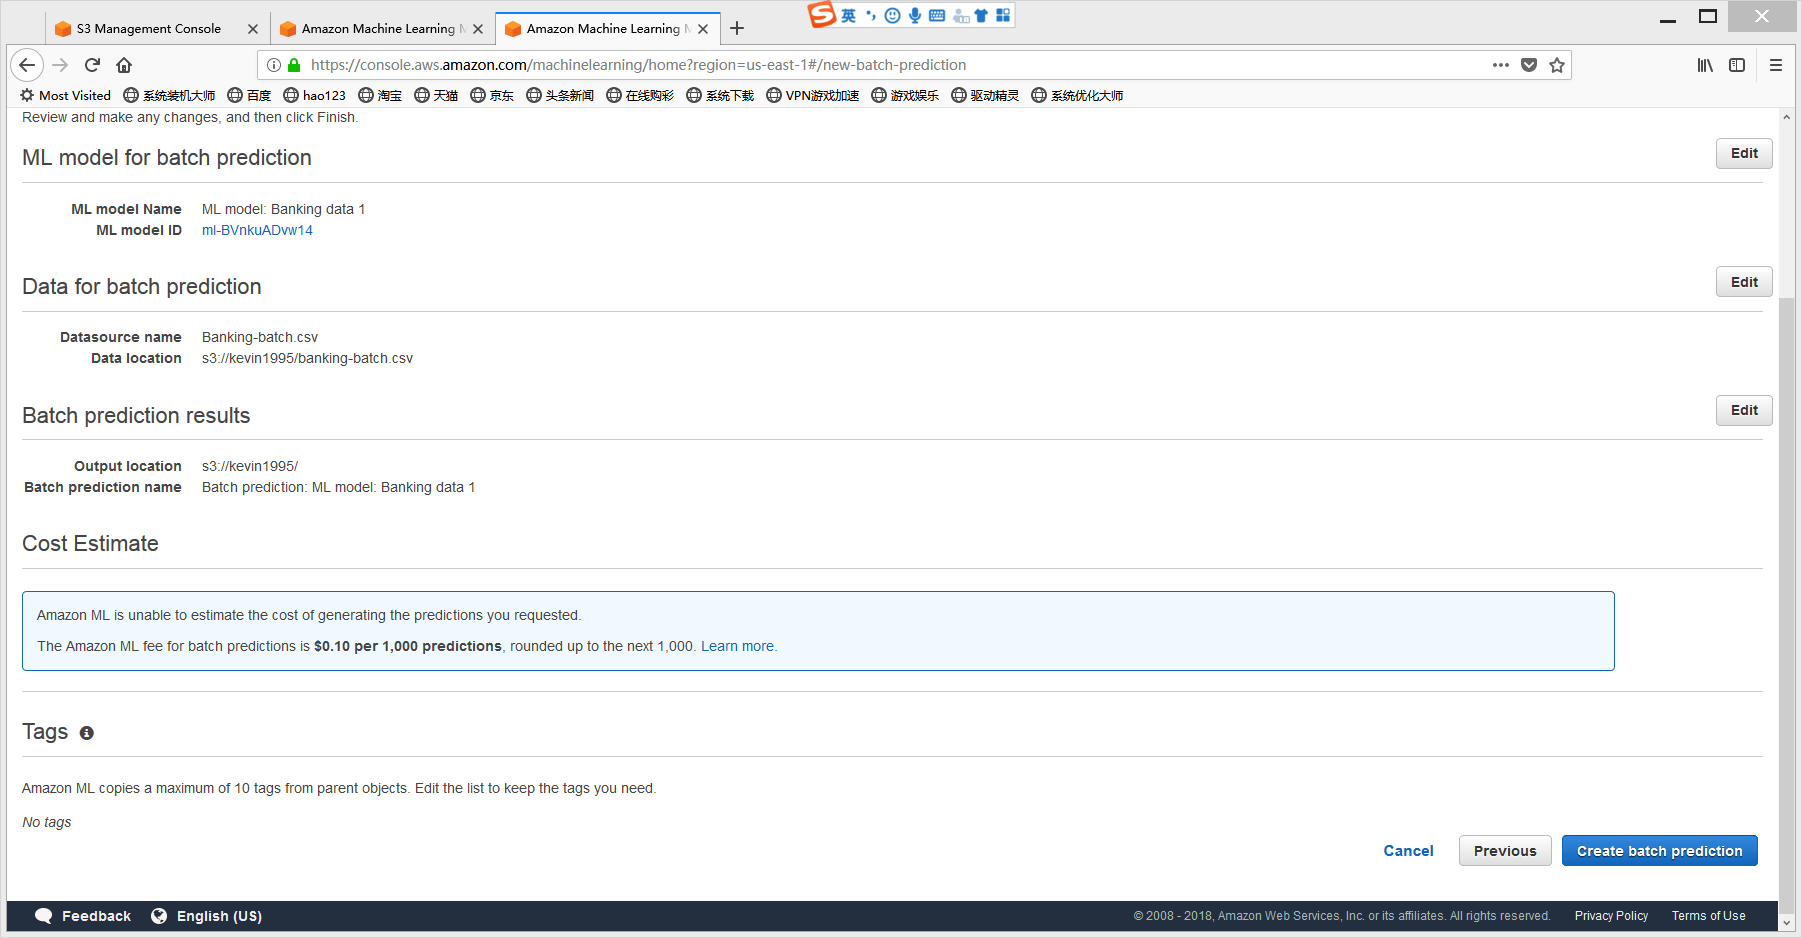 S3 Management Console
Amazon Machine Learning
Amazon Machine Learning
英
https://console.aws.amazon.com/machinelearning/home?region=us-east-1#/new-batch-prediction
Most Visited 系统装机大师 百度 hao123 淘宝 天猫 京东 头条新闻 在线购彩 系统下载 VPN游戏加速 游戏娱乐 驱动精灵 系统优化大师
Review and make any changes, and then click Finish.
ML model for batch prediction
Edit
ML model Name ML model: Banking data 1
ML model ID ml-BVnkuADvw14
Data for batch prediction
Edit
Datasource name Banking-batch.csv
Data location s3://kevin1995/banking-batch.csv
Batch prediction results
Edit
Output location s3://kevin1995/
Batch prediction name Batch prediction: ML model: Banking data 1
Cost Estimate
Amazon ML is unable to estimate the cost of generating the predictions you requested.
The Amazon ML fee for batch predictions is $0.10 per 1,000 predictions, rounded up to the next 1,000. Learn more.
Tags
Amazon ML copies a maximum of 10 tags from parent objects. Edit the list to keep the tags you need.
No tags
Cancel Previous Create batch prediction
Feedback English (US) © 2008 - 2018, Amazon Web Services, Inc. or its affiliates. All rights reserved. Privacy Policy Terms of Use